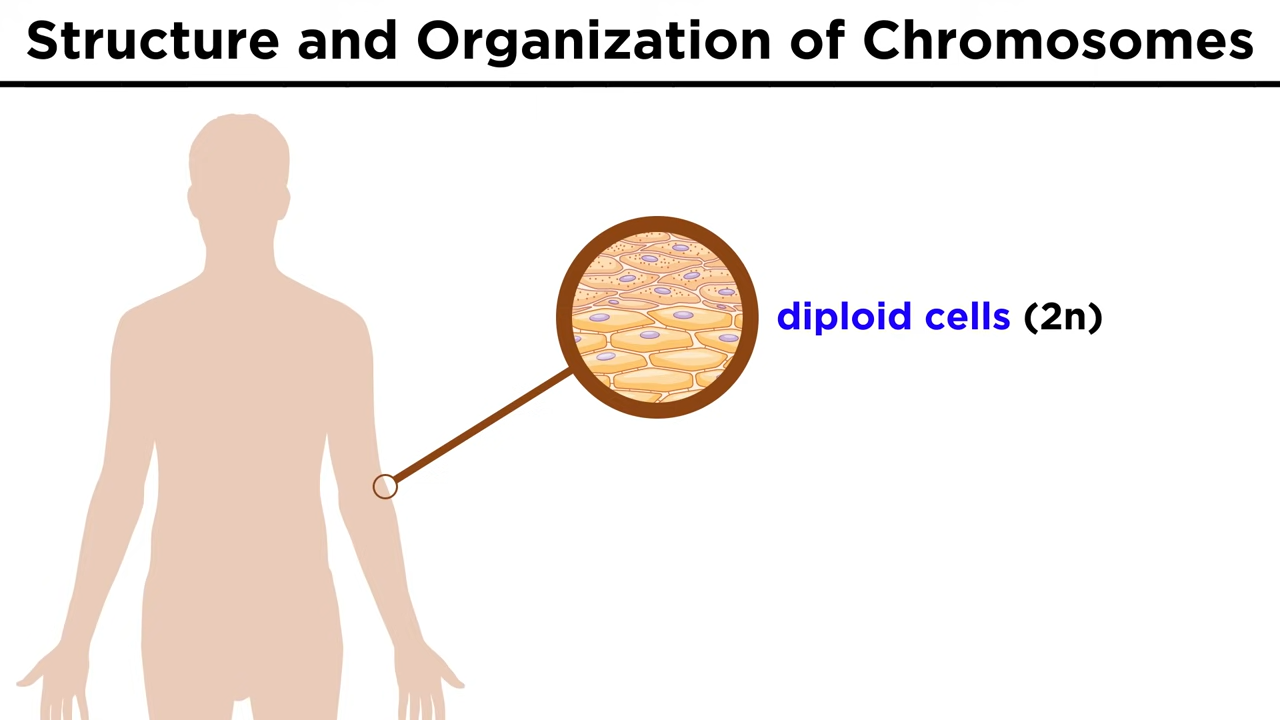 Structure and Organization of Chromosomes
diploid cells (2n)